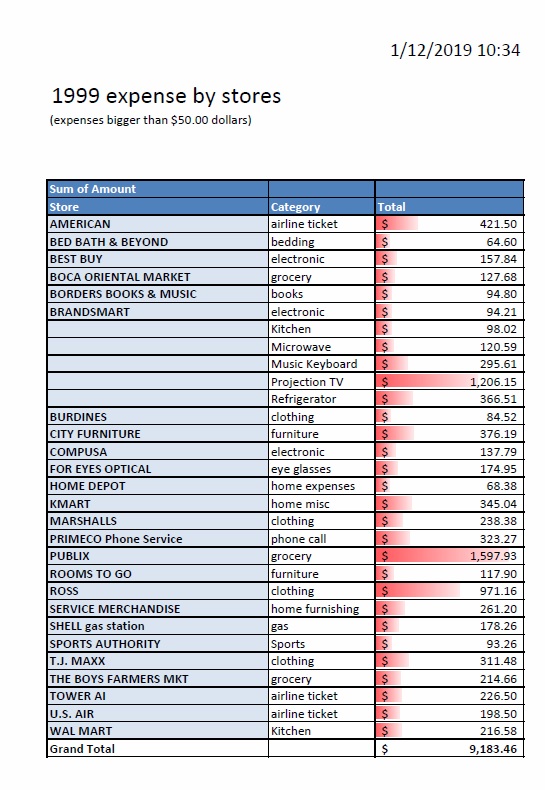 1/12/2019 10:34
1999 expense by stores
(expenses bigger than $50.00 dollars)
Sum of Amount
Store Category Total
AMERICAN airline ticket $ 421.50
BED BATH & BEYOND bedding $ 64.60
BEST BUY electronic $ 157.84
BOCA ORIENTAL MARKET grocery $ 127.68
BORDERS BOOKS & MUSIC books $ 94.80
BRANDSMART electronic $ 94.21
Kitchen $ 98.02
Microwave $ 120.59
Music Keyboard $ 295.61
Projection TV $ 1,206.15
Refrigerator $ 366.51
BURDINES clothing $ 84.52
CITY FURNITURE furniture $ 376.19
COMPUSA electronic $ 137.79
FOR EYES OPTICAL eye glasses $ 174.95
HOME DEPOT home expenses $ 68.38
KMART home misc $ 345.04
MARSHALLS clothing $ 238.38
PRIMECO Phone Service phone call $ 323.27
PUBLIX grocery $ 1,597.93
ROOMS TO GO furniture $ 117.90
ROSS clothing $ 971.16
SERVICE MERCHANDISE home furnishing $ 261.20
SHELL gas station gas $ 178.26
SPORTS AUTHORITY Sports $ 93.26
T.J. MAXX clothing $ 311.48
THE BOYS FARMERS MKT grocery $ 214.66
TOWER AI airline ticket $ 226.50
U.S. AIR airline ticket $ 198.50
WAL MART Kitchen $ 216.58
Grand Total $ 9,183.46